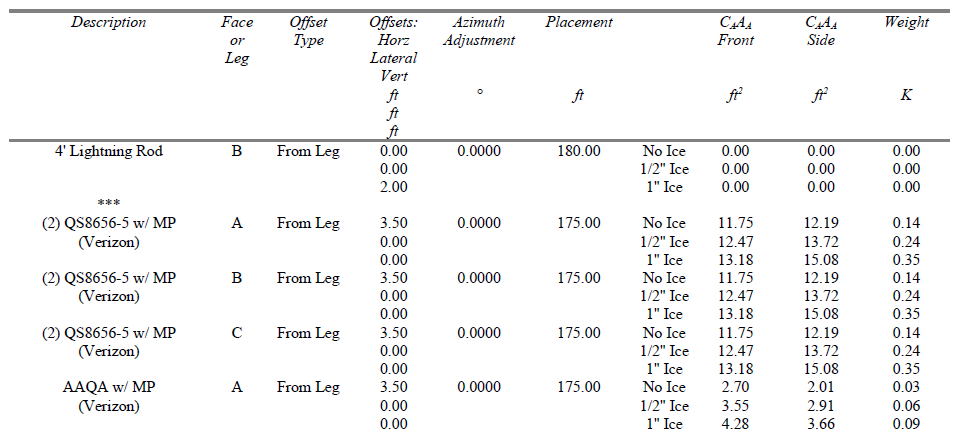 Description Face Offset Offsets: Azimuth Placement CAAA CAAA Weight
or Type Horz Adjustment Front Side
Leg Lateral
Vert
ft ° ft ft² ft² K
ft
ft
4' Lightning Rod B From Leg 0.00 0.0000 180.00 No Ice 0.00 0.00 0.00
0.00 1/2" Ice 0.00 0.00 0.00
2.00 1" Ice 0.00 0.00 0.00
***
(2) QS8656-5 w/ MP A From Leg 3.50 0.0000 175.00 No Ice 11.75 12.19 0.14
(Verizon) 0.00 1/2" Ice 12.47 13.72 0.24
0.00 1" Ice 13.18 15.08 0.35
(2) QS8656-5 w/ MP B From Leg 3.50 0.0000 175.00 No Ice 11.75 12.19 0.14
(Verizon) 0.00 1/2" Ice 12.47 13.72 0.24
0.00 1" Ice 13.18 15.08 0.35
(2) QS8656-5 w/ MP C From Leg 3.50 0.0000 175.00 No Ice 11.75 12.19 0.14
(Verizon) 0.00 1/2" Ice 12.47 13.72 0.24
0.00 1" Ice 13.18 15.08 0.35
AAQA w/ MP A From Leg 3.50 0.0000 175.00 No Ice 2.70 2.01 0.03
(Verizon) 0.00 1/2" Ice 3.55 2.91 0.06
0.00 1" Ice 4.28 3.66 0.09